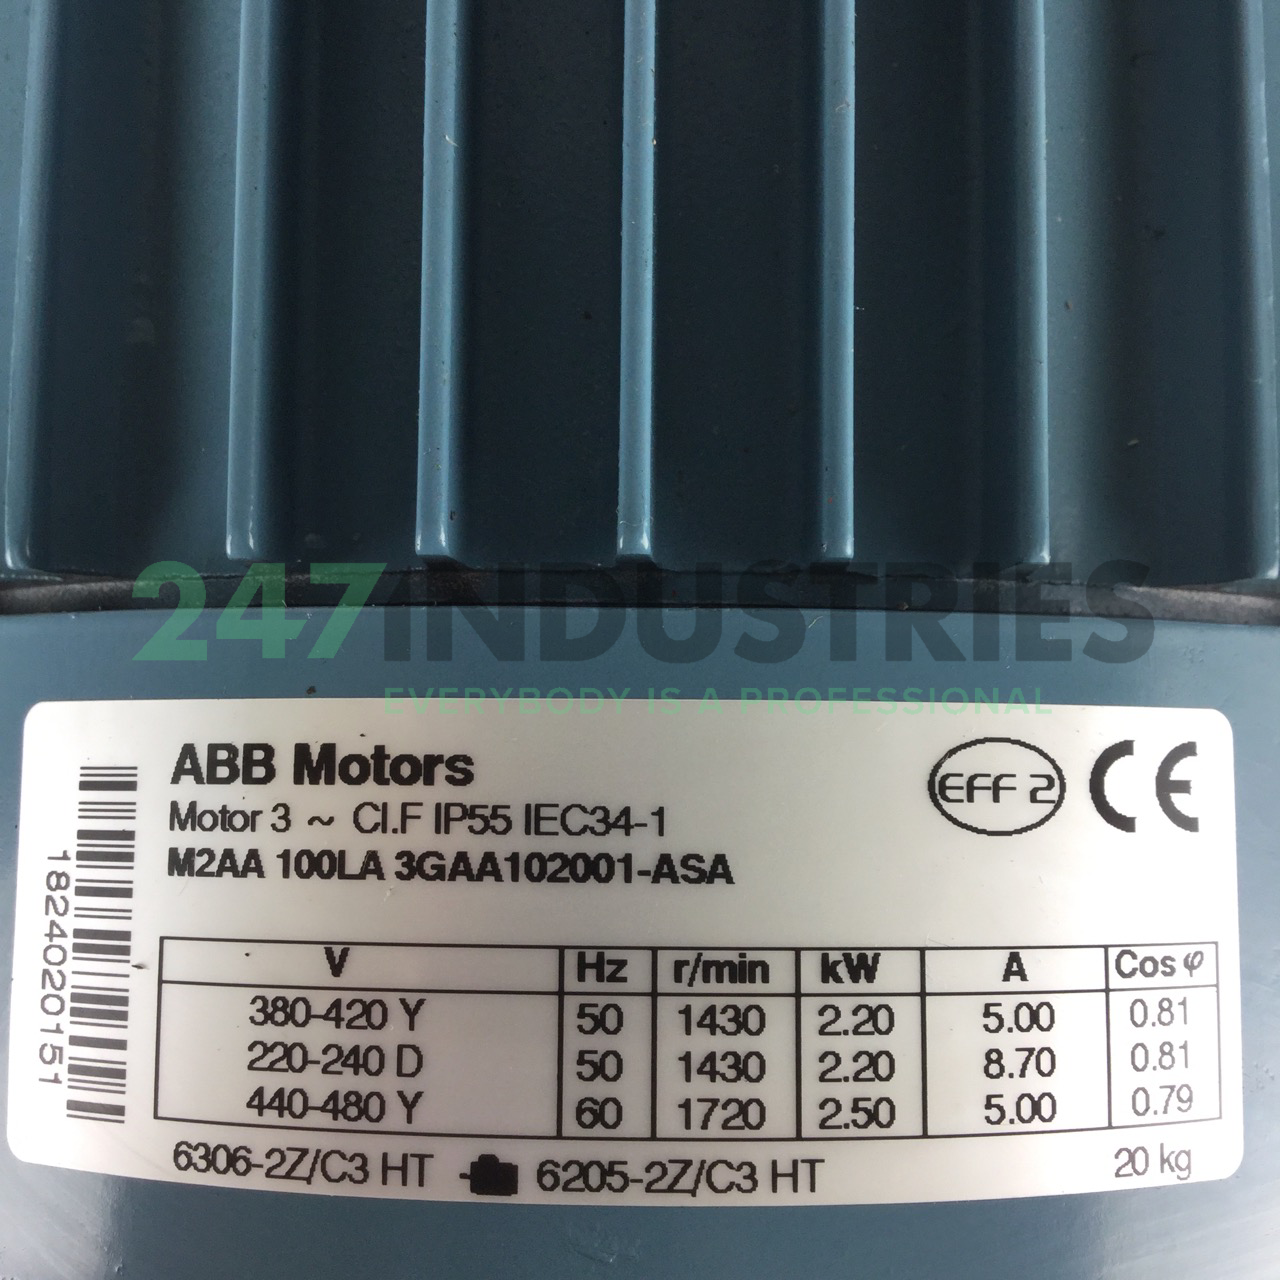 247INDUSTRIES
EVERYBODY IS A PROFESSIONAL
ABB Motors
EFF 2 CE
Motor 3 ~ Cl.F IP55 IEC34-1
M2AA 100LA 3GAA102001-ASA
1824020151
V Hz r/min kW A Cos φ
380-420 Y 50 1430 2.20 5.00 0.81
220-240 D 50 1430 2.20 8.70 0.81
440-480 Y 60 1720 2.50 5.00 0.79
6306-2Z/C3 HT 6205-2Z/C3 HT 20 kg